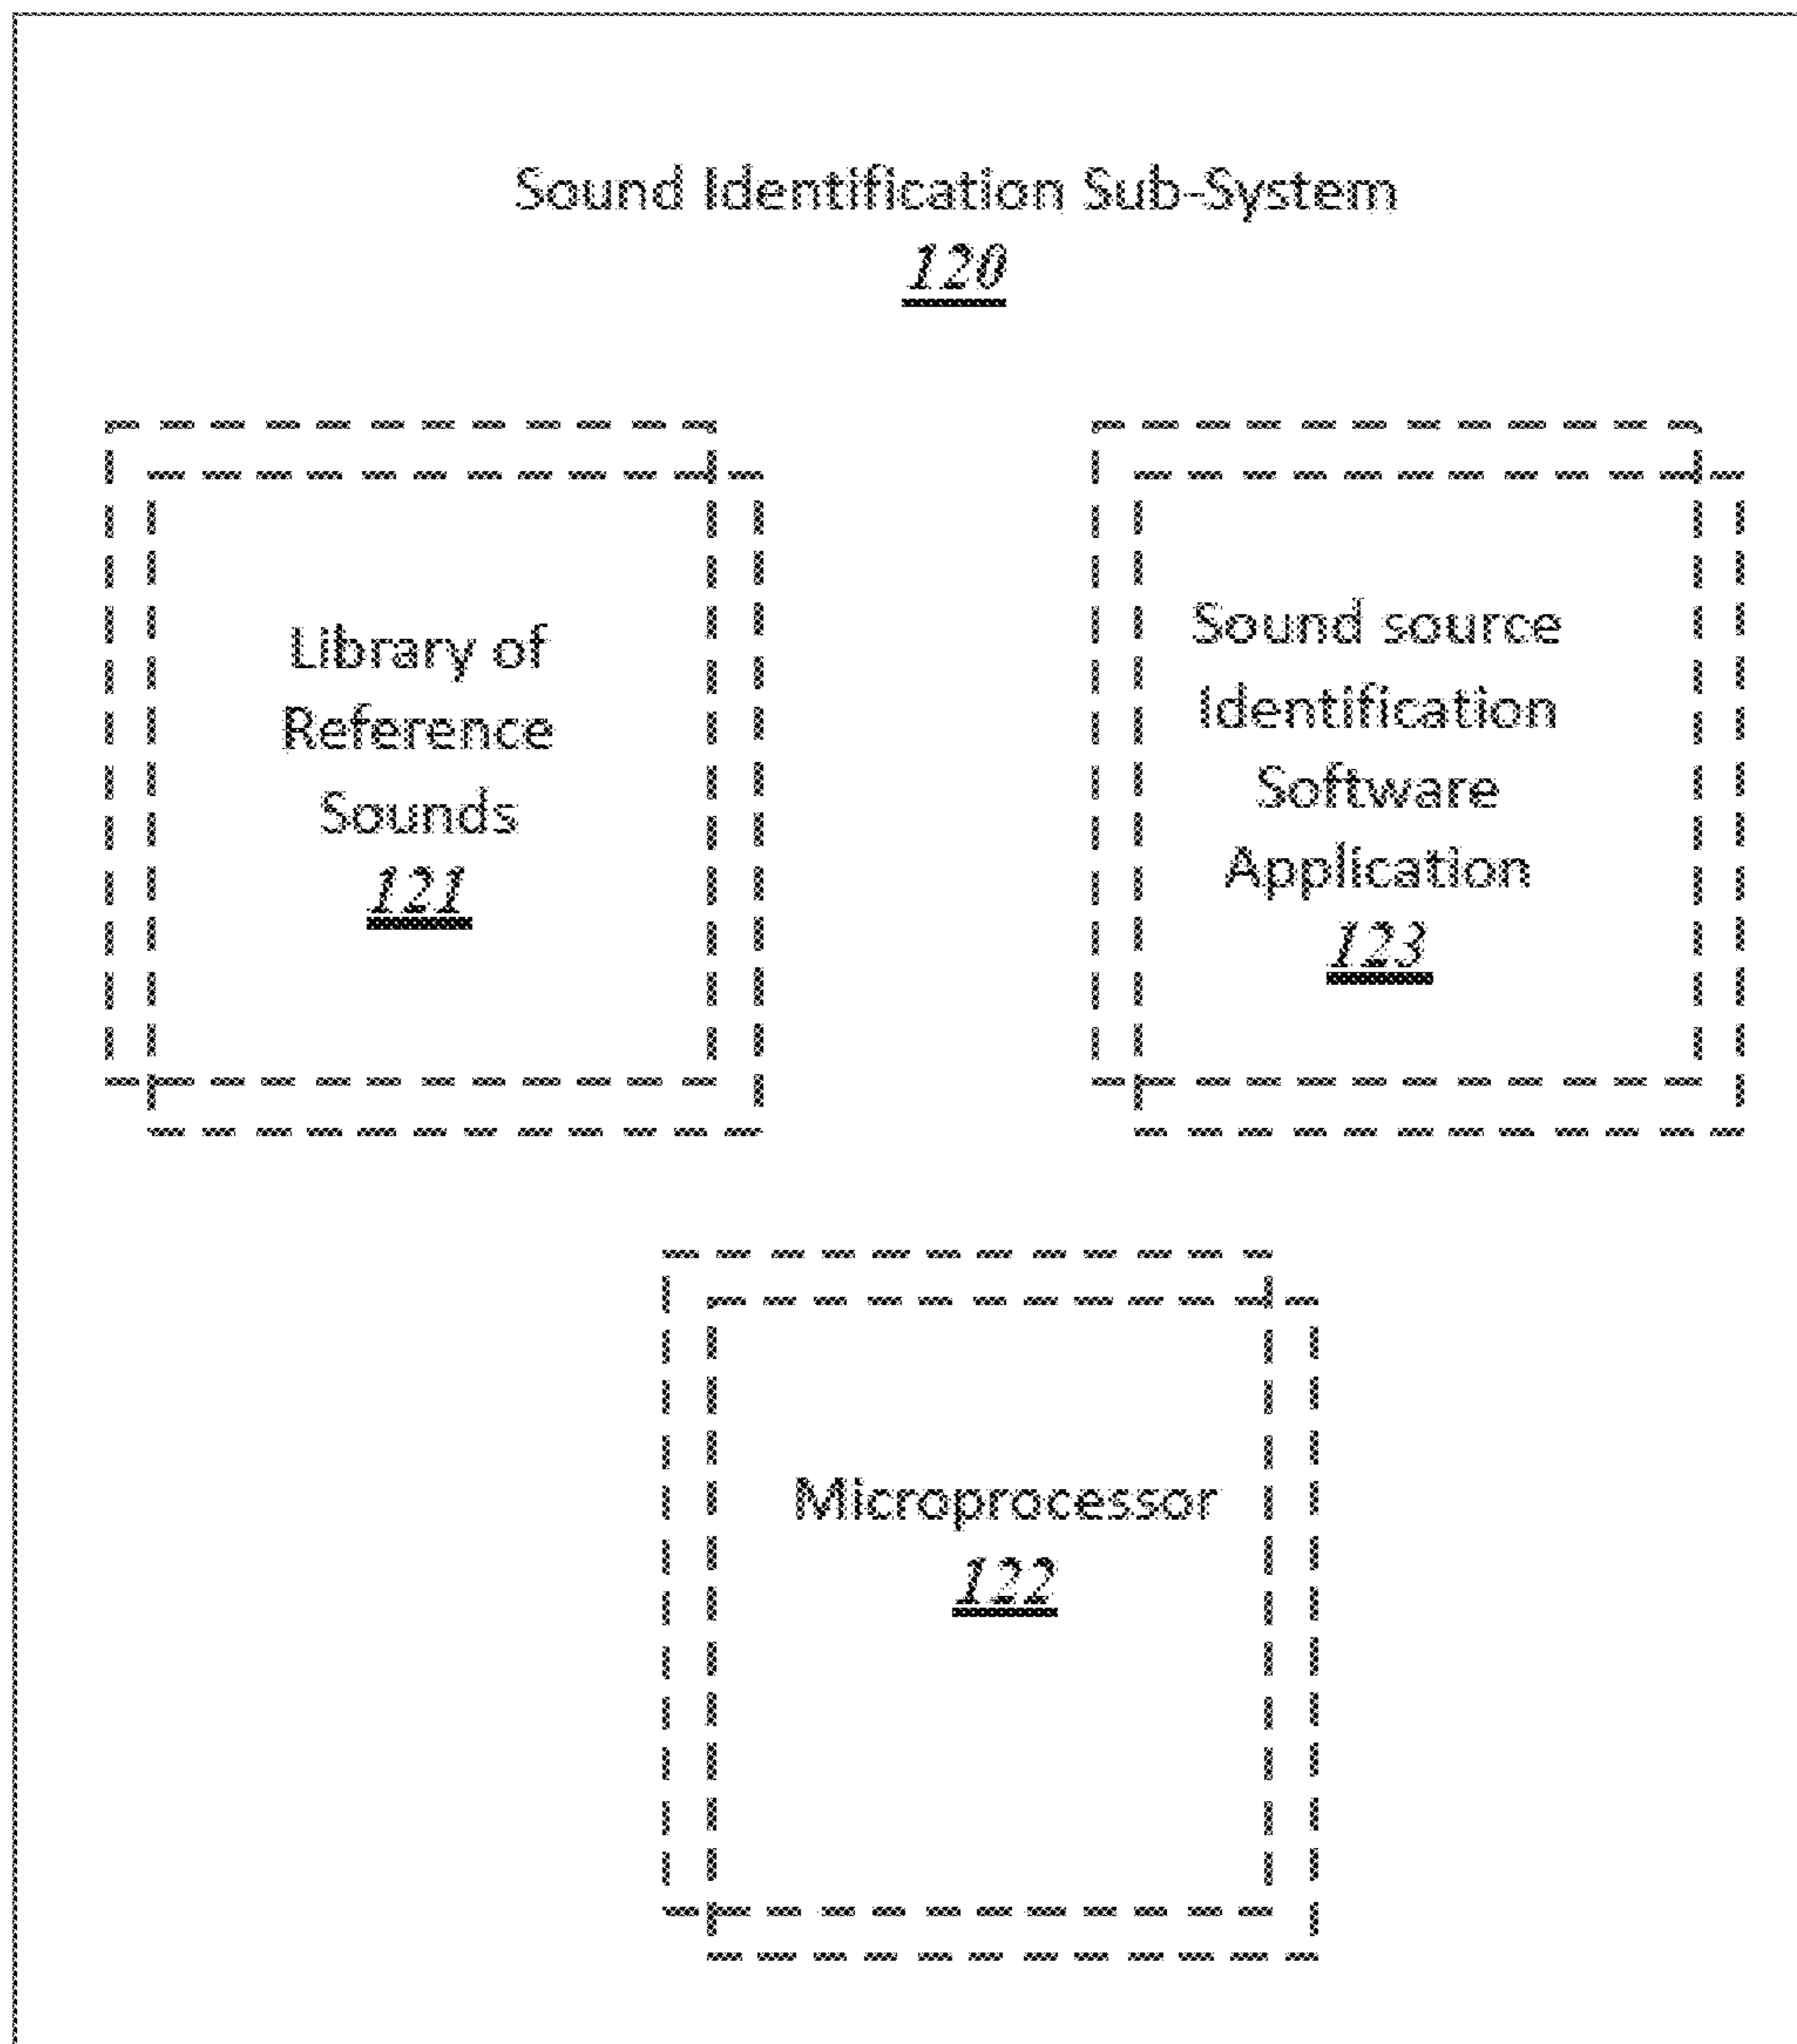 Sound Identification Sub-System
120
Library of
Reference
Sounds
121
Sound source
Identification
Software
Application
123
Microprocessor
122